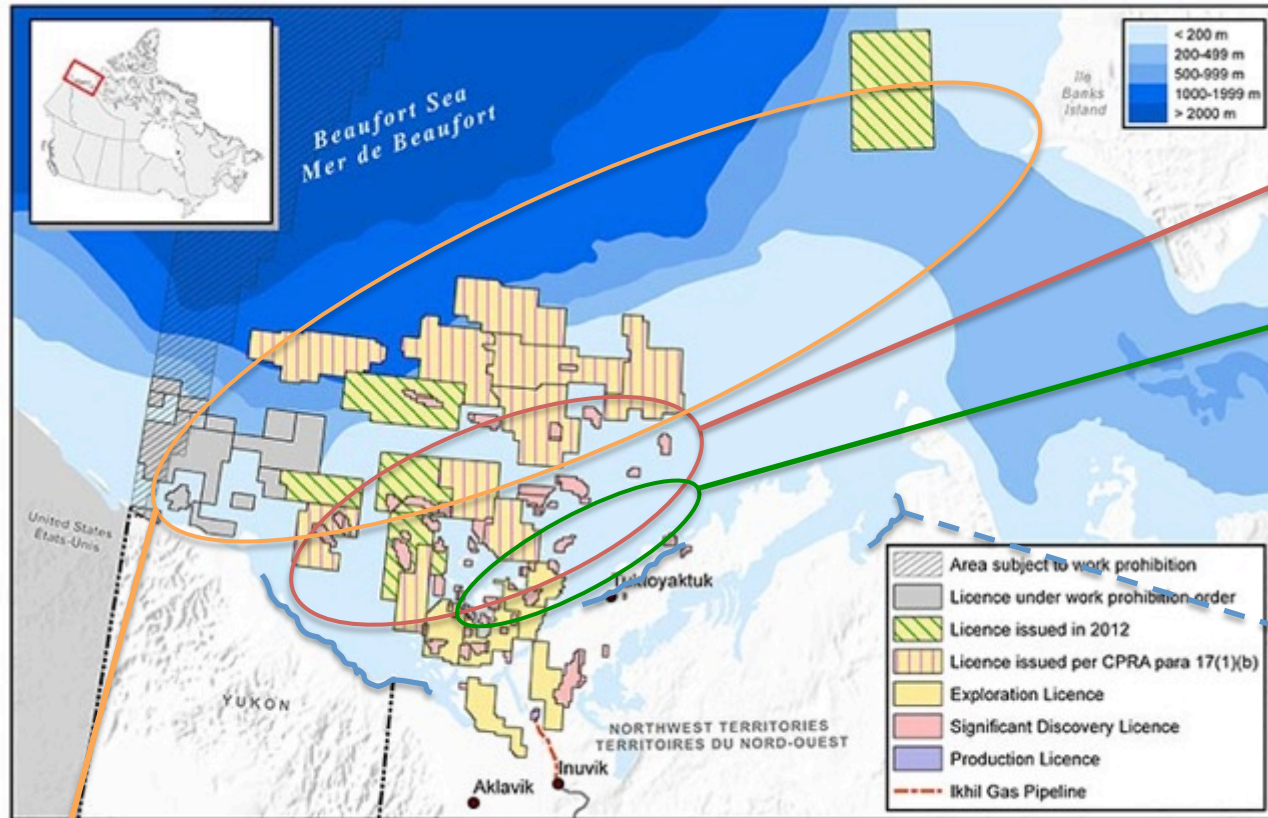 Beaufort Sea
Mer de Beaufort
Ile
Banks
Island
< 200 m
200-499 m
500-999 m
1000-1999 m
> 2000 m
United States
États-Unis
YUKON
Tuktoyaktuk
NORTHWEST TERRITORIES
TERRITOIRES DU NORD-OUEST
Inuvik
Aklavik
Area subject to work prohibition
Licence under work prohibition order
Licence issued in 2012
Licence issued per CPRA para 17(1)(b)
Exploration Licence
Significant Discovery Licence
Production Licence
Ikhil Gas Pipeline